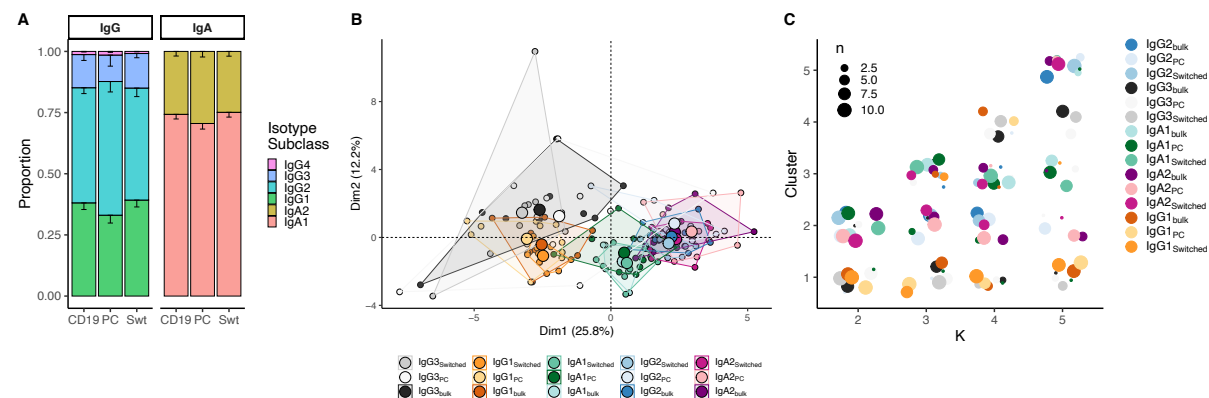 A
IgG
IgA
Proportion
1.00
0.75
0.50
0.25
0.00
CD19 PC Swt
CD19 PC Swt
Isotype
Subclass
IgG4
IgG3
IgG2
IgG1
IgA2
IgA1
B
Dim2 (12.2%)
8
4
0
−4
−5
0
5
Dim1 (25.8%)
IgG3Switched
IgG1Switched
IgA1Switched
IgG2Switched
IgA2Switched
IgG3PC
IgG1PC
IgA1PC
IgG2PC
IgA2PC
IgG3bulk
IgG1bulk
IgA1bulk
IgG2bulk
IgA2bulk
C
Cluster
5
4
3
2
1
2
3
4
5
K
n
2.5
5.0
7.5
10.0
IgG2bulk
IgG2PC
IgG2Switched
IgG3bulk
IgG3PC
IgG3Switched
IgA1bulk
IgA1PC
IgA1Switched
IgA2bulk
IgA2PC
IgA2Switched
IgG1bulk
IgG1PC
IgG1Switched